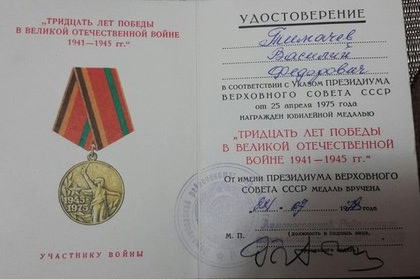 "ТРИДЦАТЬ ЛЕТ ПОБЕДЫ
В ВЕЛИКОЙ ОТЕЧЕСТВЕННОЙ ВОЙНЕ
1941—1945 гг."
1945
1975
УЧАСТНИКУ ВОЙНЫ
УДОСТОВЕРЕНИЕ
Тимачев
Василий
Федорович
В СООТВЕТСТВИИ С УКАЗОМ ПРЕЗИДИУМА
ВЕРХОВНОГО СОВЕТА СССР
от 25 апреля 1975 года
НАГРАЖДЕН ЮБИЛЕЙНОЙ МЕДАЛЬЮ
„ТРИДЦАТЬ ЛЕТ ПОБЕДЫ
В ВЕЛИКОЙ ОТЕЧЕСТВЕННОЙ
ВОЙНЕ 1941—1945 гг."
От имени ПРЕЗИДИУМА ВЕРХОВНОГО
СОВЕТА СССР МЕДАЛЬ ВРУЧЕНА
года
М. П.
(должность и подпись лица,